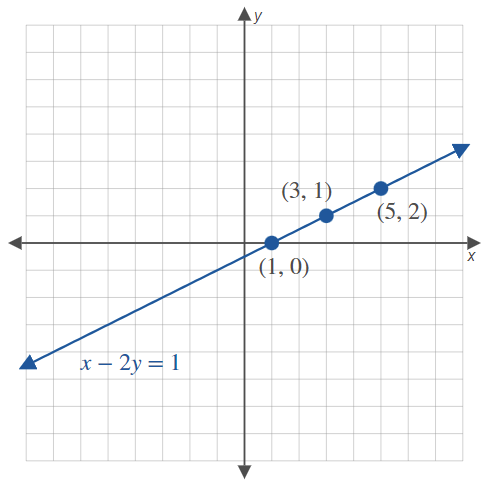 y
(3, 1)
(5, 2)
x
(1, 0)
x − 2y = 1